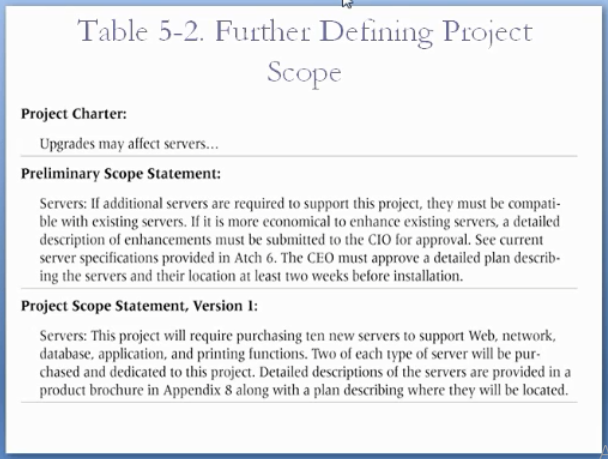 Table 5-2. Further Defining Project
Scope
Project Charter:
Upgrades may affect servers...
Preliminary Scope Statement:
Servers: If additional servers are required to support this project, they must be compati-
ble with existing servers. If it is more economical to enhance existing servers, a detailed
description of enhancements must be submitted to the CIO for approval. See current
server specifications provided in Atch 6. The CEO must approve a detailed plan describ-
ing the servers and their location at least two weeks before installation.
Project Scope Statement, Version 1:
Servers: This project will require purchasing ten new servers to support Web, network,
database, application, and printing functions. Two of each type of server will be pur-
chased and dedicated to this project. Detailed descriptions of the servers are provided in a
product brochure in Appendix 8 along with a plan describing where they will be located.